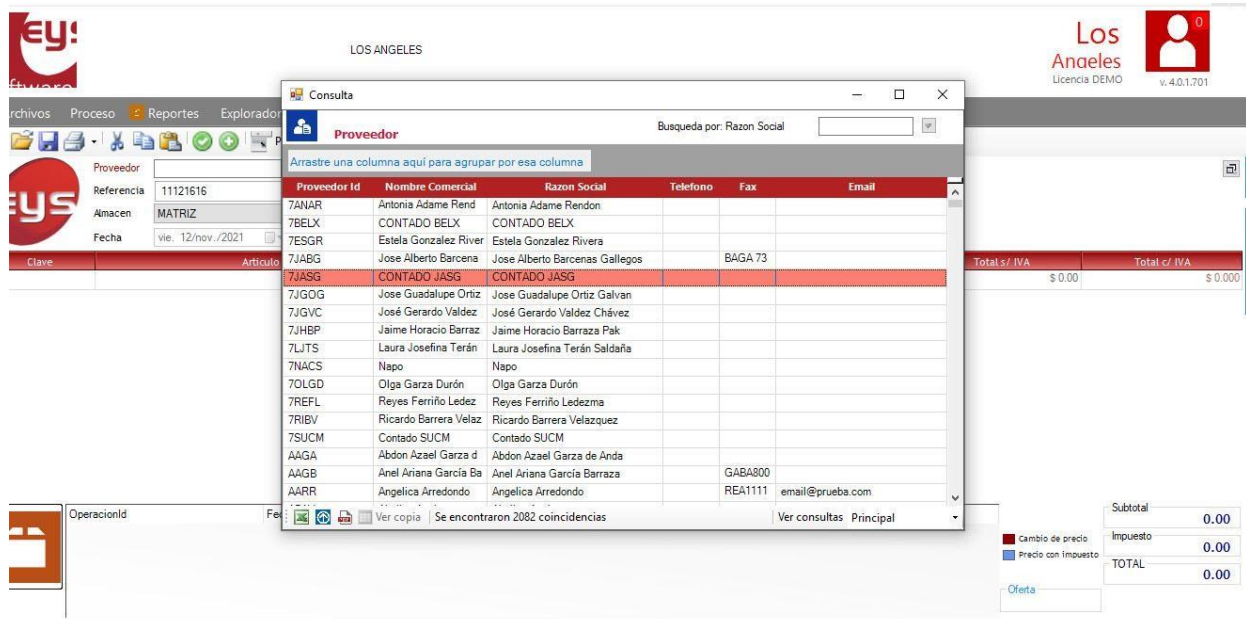 eys
LOS ANGELES
Los
Angeles
Licencia DEMO
0
v. 4.0.1.701
Proceso Reportes Explorador
Consulta
Proveedor
Busqueda por: Razon Social
Arrastre una columna aquí para agrupar por esa columna
Proveedor Id Nombre Comercial Razon Social Telefono Fax Email
7ANAR Antonia Adame Rend Antonia Adame Rendon
7BELX CONTADO BELX CONTADO BELX
7ESGR Estela Gonzalez River Estela Gonzalez Rivera
7JABG Jose Alberto Barcena Jose Alberto Barcenas Gallegos BAGA 73
7JASG CONTADO JASG CONTADO JASG
7JGOG Jose Guadalupe Ortiz Jose Guadalupe Ortiz Galvan
7JGVC José Gerardo Valdez José Gerardo Valdez Chávez
7JHBP Jaime Horacio Barraz Jaime Horacio Barraza Pak
7LJTS Laura Josefina Terán Laura Josefina Terán Saldaña
7NACS Napo Napo
7OLGD Olga Garza Durón Olga Garza Durón
7REFL Reyes Ferriño Ledez Reyes Ferriño Ledezma
7RIBV Ricardo Barrera Velaz Ricardo Barrera Velazquez
7SUCM Contado SUCM Contado SUCM
AAGA Abdon Azael Garza d Abdon Azael Garza de Anda
AAGB Anel Ariana García Ba Anel Ariana García Barraza GABA800
AARR Angelica Arredondo Angelica Arredondo REA1111 email@prueba.com
Ver copia Se encontraron 2082 coincidencias Ver consultas Principal
Proveedor
Referencia 11121616
Almacen MATRIZ
Fecha vie. 12/nov./2021
eys
Clave Articulo Total s/ IVA Total c/ IVA
$ 0.00 $ 0.000
OperacionId
Cambio de precio
Precio con impuesto
Oferta
Subtotal
0.00
Impuesto
0.00
TOTAL
0.00